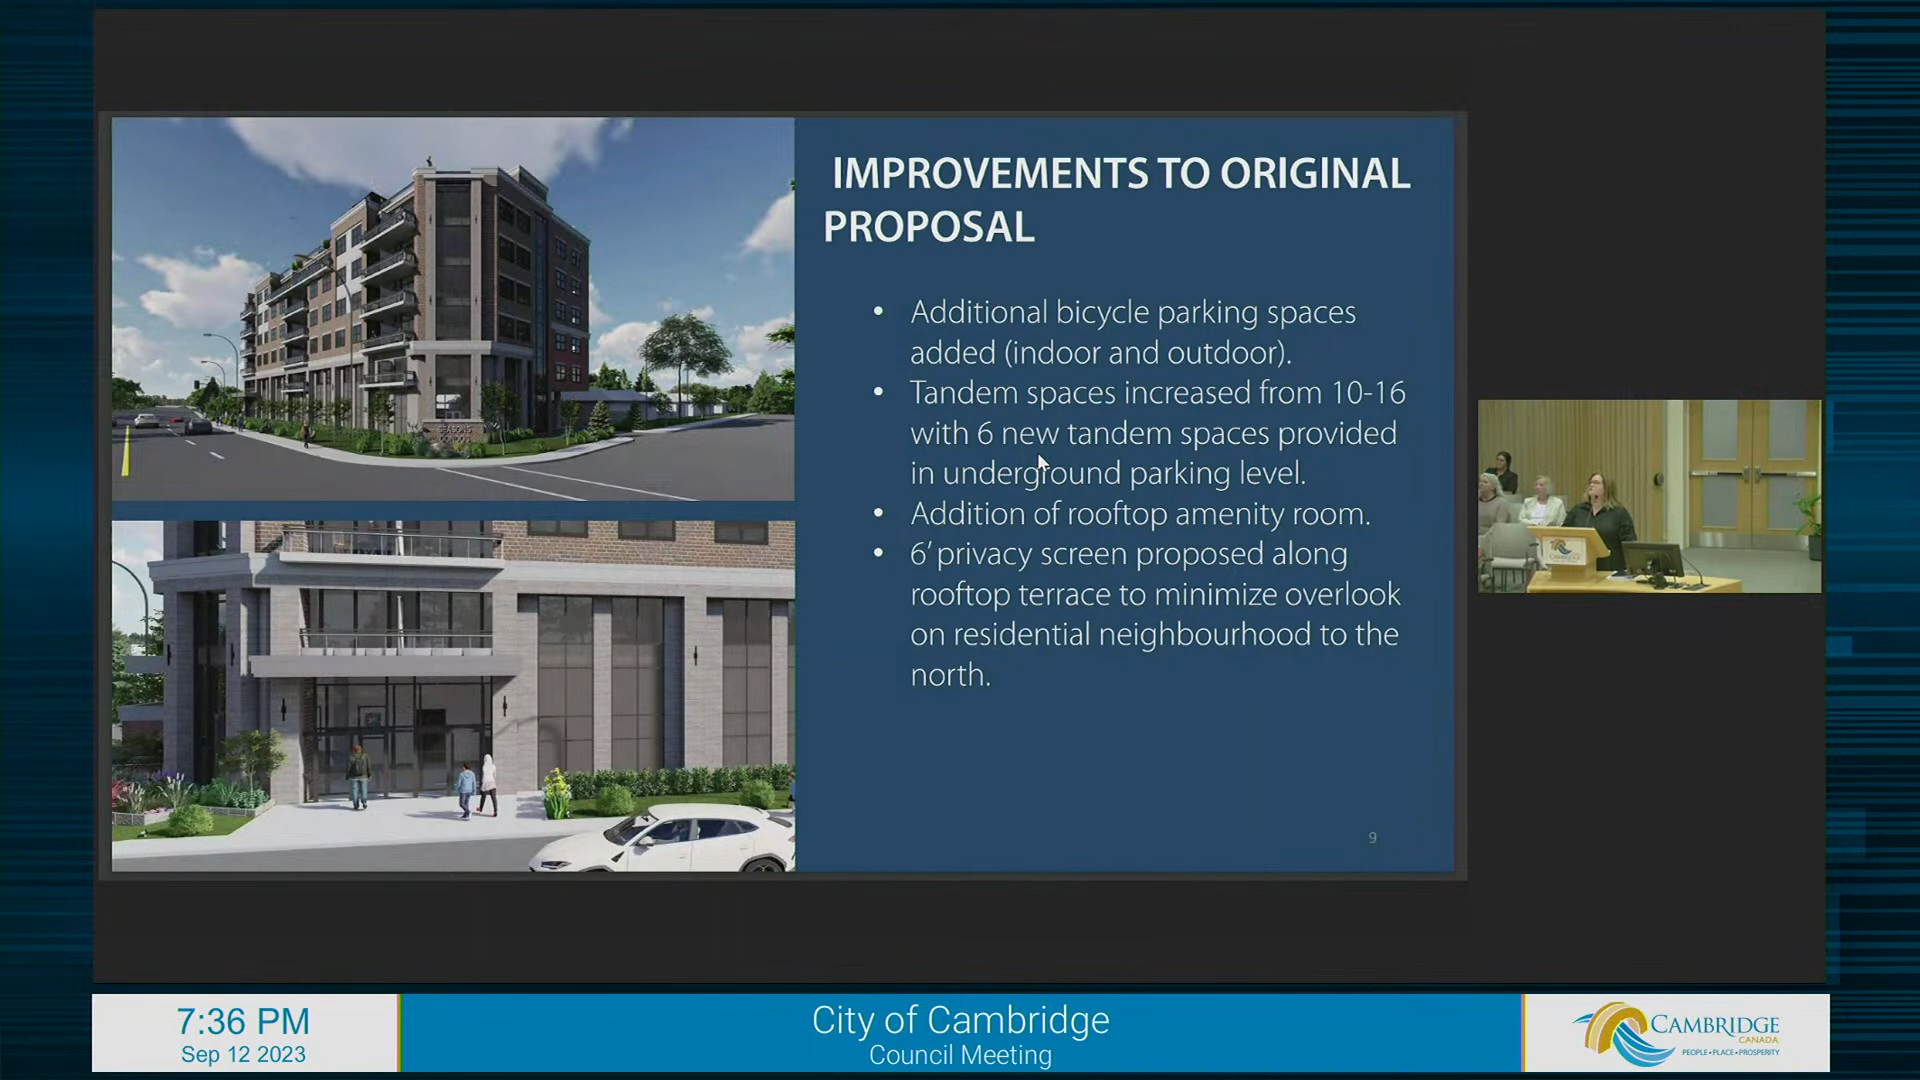 IMPROVEMENTS TO ORIGINAL
PROPOSAL
• Additional bicycle parking spaces
added (indoor and outdoor).
• Tandem spaces increased from 10-16
with 6 new tandem spaces provided
in underground parking level.
• Addition of rooftop amenity room.
• 6’ privacy screen proposed along
rooftop terrace to minimize overlook
on residential neighbourhood to the
north.
9
SEASONS
CONDOS
CAMBRIDGE
7:36 PM
Sep 12 2023
City of Cambridge
Council Meeting
CAMBRIDGE
CANADA
PEOPLE • PLACE • PROSPERITY